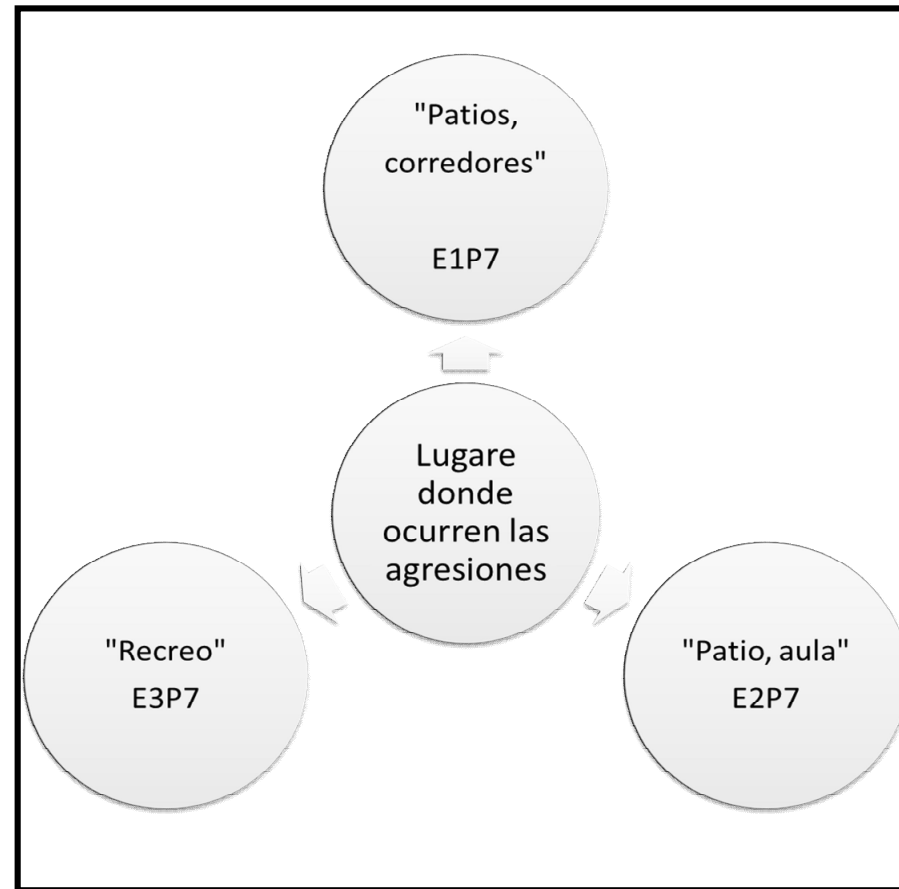 "Patios,
corredores"
E1P7
Lugare
donde
ocurren las
agresiones
"Recreo"
E3P7
"Patio, aula"
E2P7